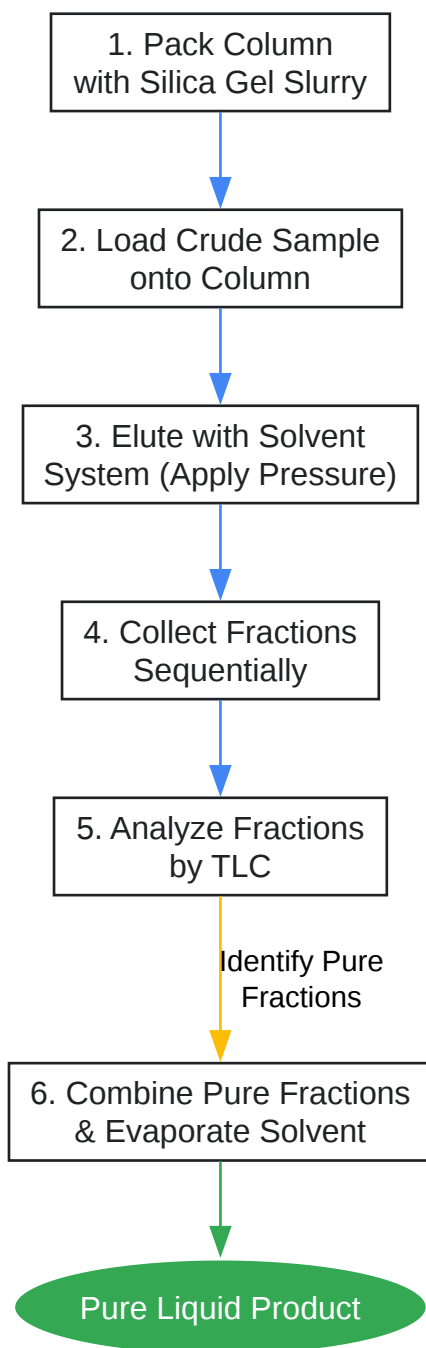 1. Pack Column
with Silica Gel Slurry
2. Load Crude Sample
onto Column
3. Elute with Solvent
System (Apply Pressure)
4. Collect Fractions
Sequentially
5. Analyze Fractions
by TLC
Identify Pure
Fractions
6. Combine Pure Fractions
& Evaporate Solvent
Pure Liquid Product